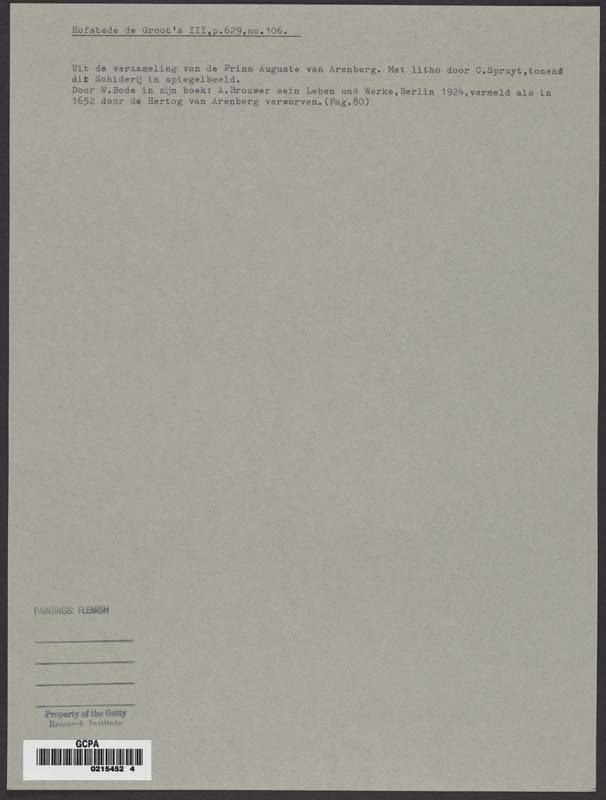 Hofstede de Groot's III,p.629,no.106.
Uit de verzameling van de Prins Auguste van Arenberg. Met litho door C.Spruyt,tonend
dit Schiderij in spiegelbeeld.
Door W.Bode in zijn boek: A.Brouwer sein Leben und Werke,Berlin 1924,vermeld als in
1652 door de Hertog van Arenberg verworven.(Pag.80)
PAINTINGS: FLEMISH
Property of the Getty
Research Institute
GCPA
0215452 4